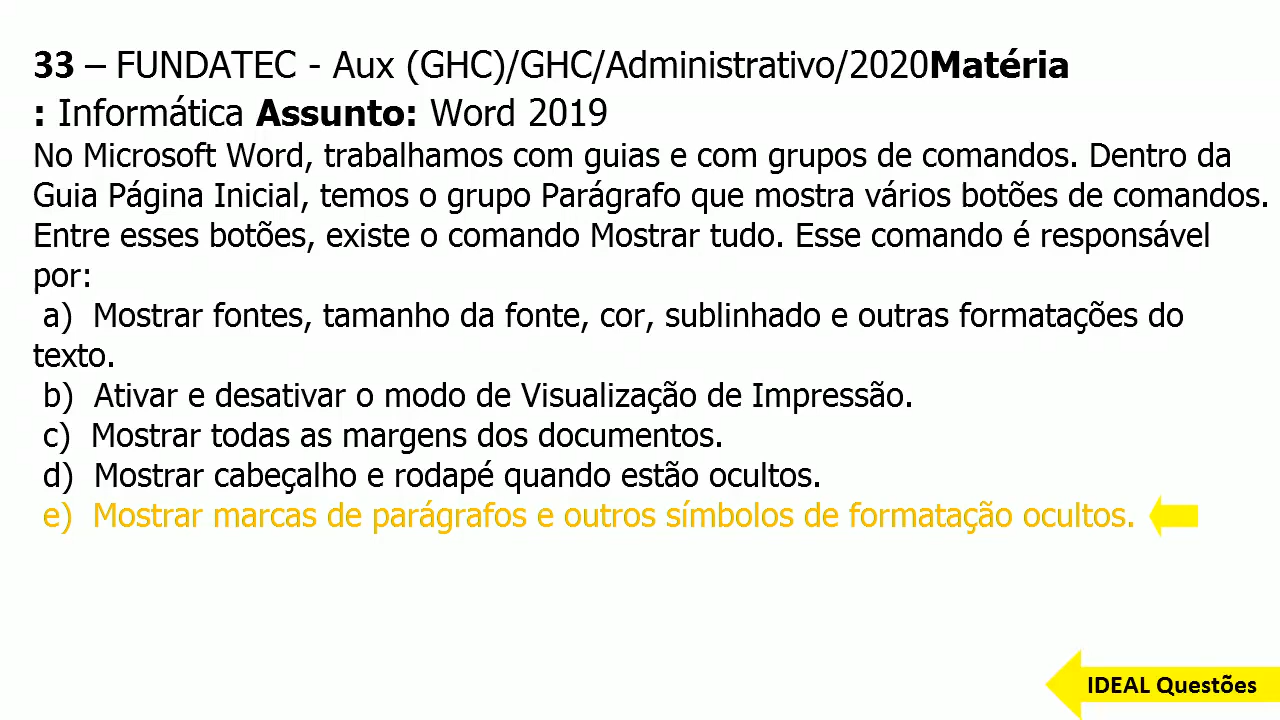 33 – FUNDATEC - Aux (GHC)/GHC/Administrativo/2020Matéria
: Informática Assunto: Word 2019
No Microsoft Word, trabalhamos com guias e com grupos de comandos. Dentro da
Guia Página Inicial, temos o grupo Parágrafo que mostra vários botões de comandos.
Entre esses botões, existe o comando Mostrar tudo. Esse comando é responsável
por:
a) Mostrar fontes, tamanho da fonte, cor, sublinhado e outras formatações do
texto.
b) Ativar e desativar o modo de Visualização de Impressão.
c) Mostrar todas as margens dos documentos.
d) Mostrar cabeçalho e rodapé quando estão ocultos.
e) Mostrar marcas de parágrafos e outros símbolos de formatação ocultos.
IDEAL Questões